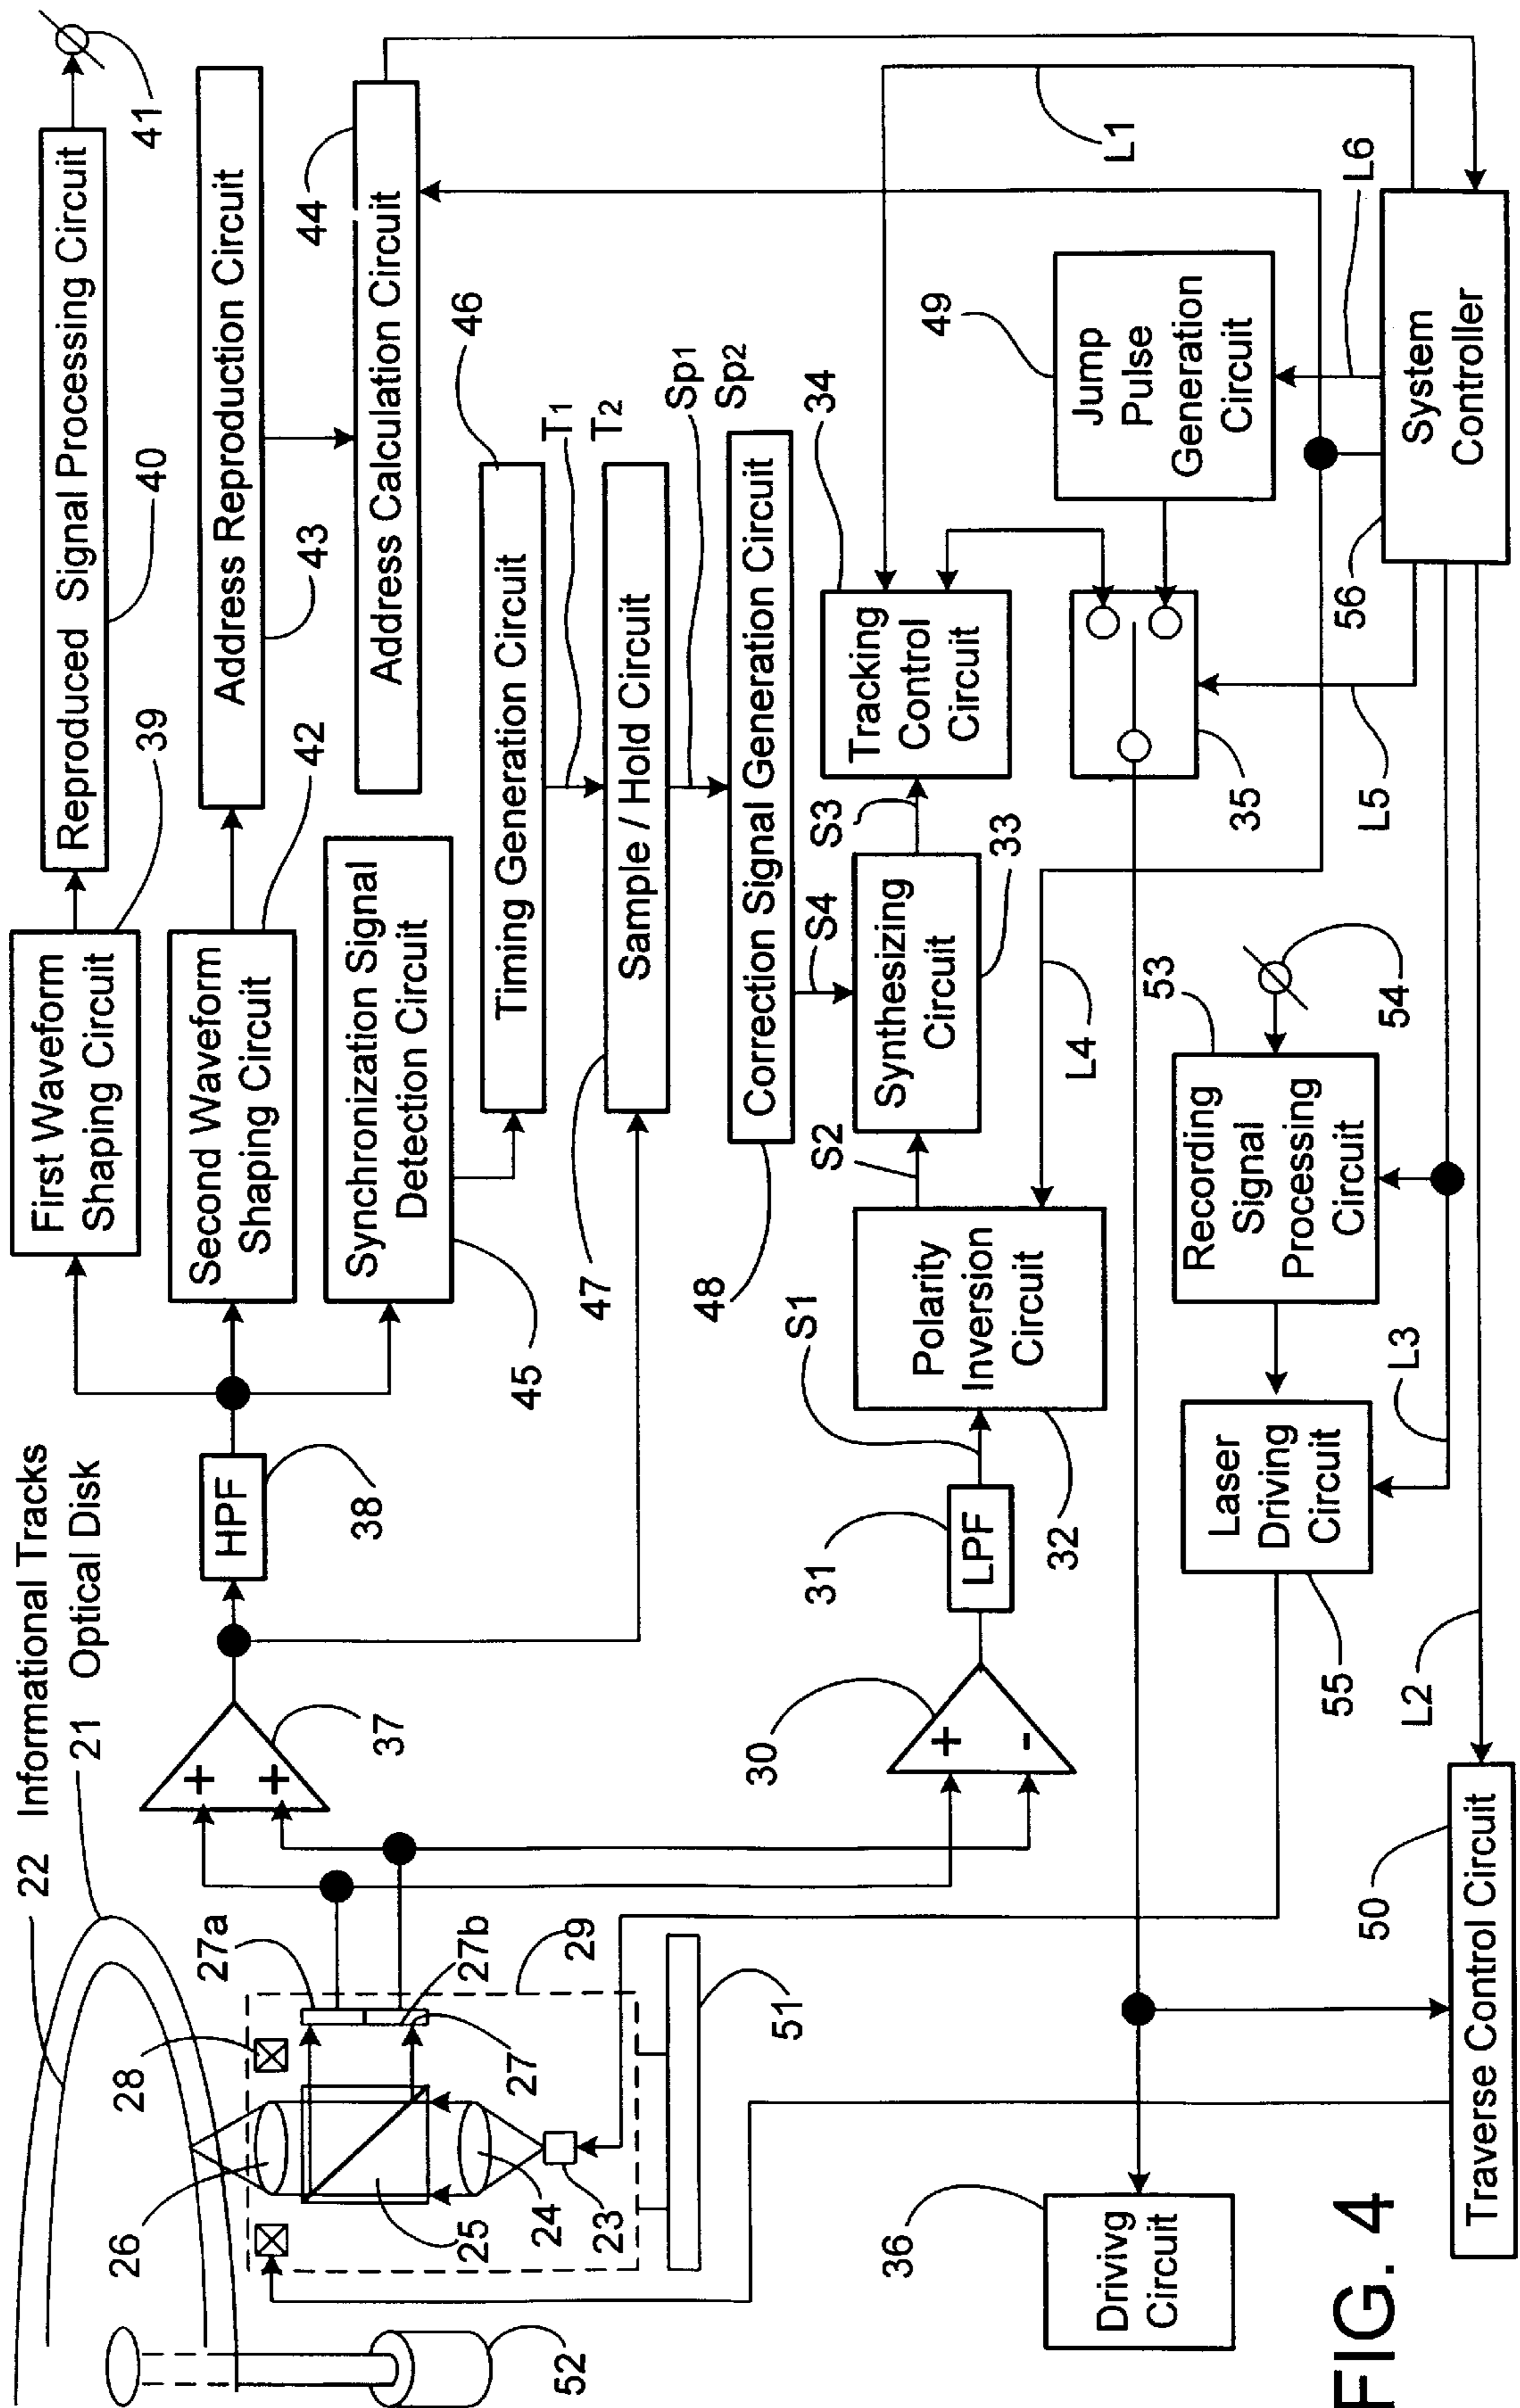 22 Informational Tracks
21 Optical Disk
41
Reproduced Signal Processing Circuit
40
First Waveform
Shaping Circuit
39
Address Reproduction Circuit
43
44
Second Waveform
Shaping Circuit
42
Address Calculation Circuit
Synchronization Signal
Detection Circuit
45
HPF
38
+
+
37
Timing Generation Circuit
46
T1
T2
Sample / Hold Circuit
47
Sp1
Sp2
Correction Signal Generation Circuit
48
S4
27a
27b
27
28
29
26
25
24
23
51
52
30
+
-
31
LPF
S1
Polarity
Inversion
Circuit
32
S2
Synthesizing
Circuit
33
S3
Tracking
Control
Circuit
34
Jump
Pulse
Generation
Circuit
49
L1
L6
L4
35
L5
System
Controller
56
54
53
Recording
Signal
Processing
Circuit
Laser
Driving
Circuit
55
L3
L2
Traverse Control Circuit
50
36
Drivivg
Circuit
FIG. 4